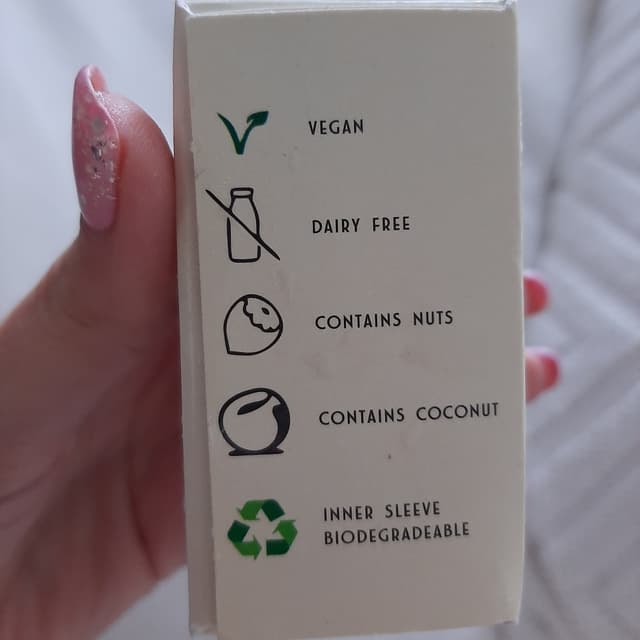 VEGAN
DAIRY FREE
CONTAINS NUTS
CONTAINS COCONUT
INNER SLEEVE
BIODEGRADEABLE